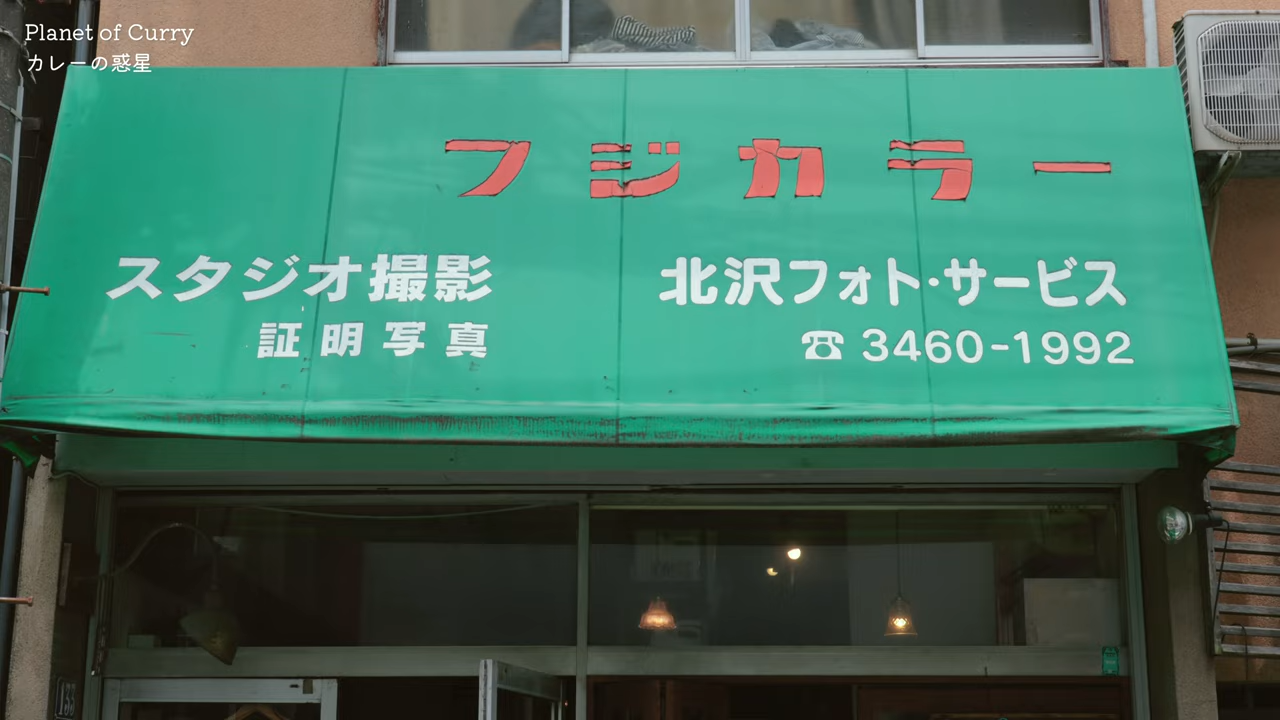 Planet of Curry
カレーの惑星
フジカラー
スタジオ撮影
証明写真
北沢フォト・サービス
☎3460-1992